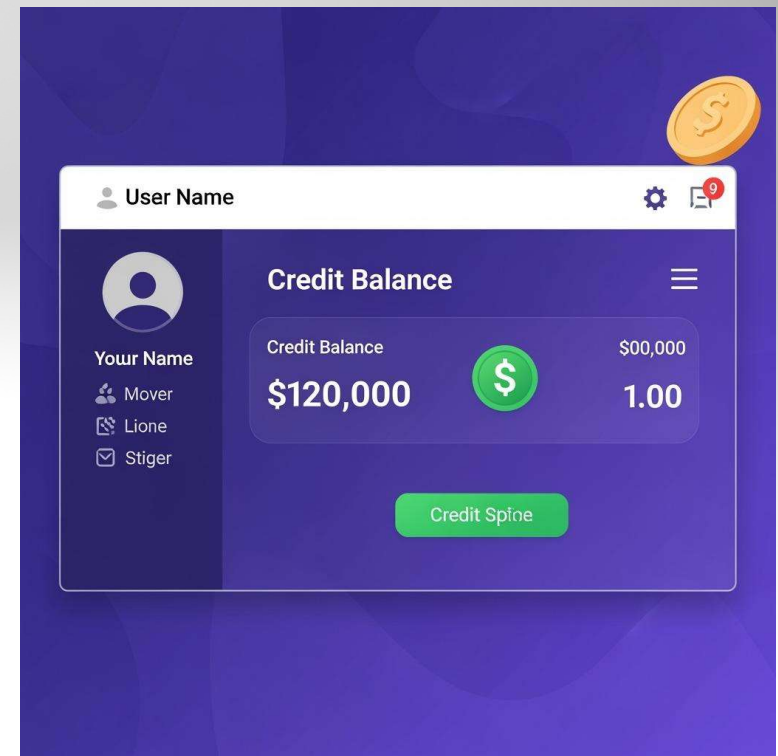 User Name
9
Credit Balance
Your Name
Mover
Lione
Stiger
Credit Balance
$120,000
$
$00,000
1.00
Credit Spine
$